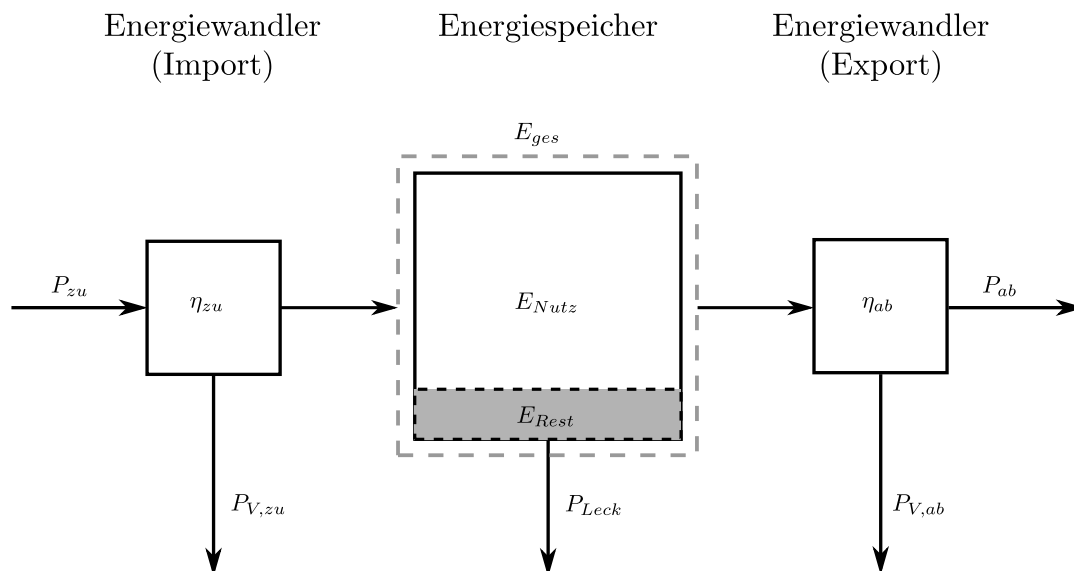 Energiewandler
(Import)
Energiespeicher
Energiewandler
(Export)
E_ges
P_zu
η_zu
E_Nutz
η_ab
P_ab
E_Rest
P_V,zu
P_Leck
P_V,ab